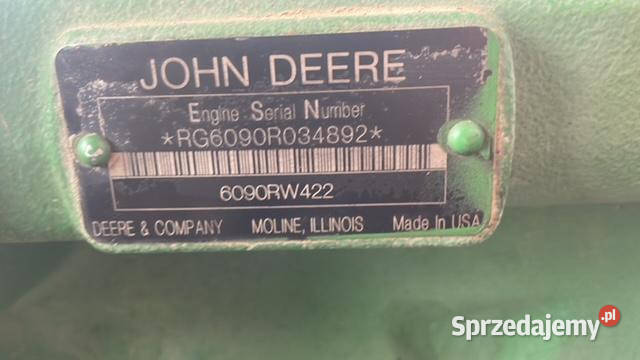 JOHN DEERE
Engine Serial Number
*RG6090R034892*
6090RW422
DEERE & COMPANY MOLINE, ILLINOIS Made In USA
Sprzedajemy.pl